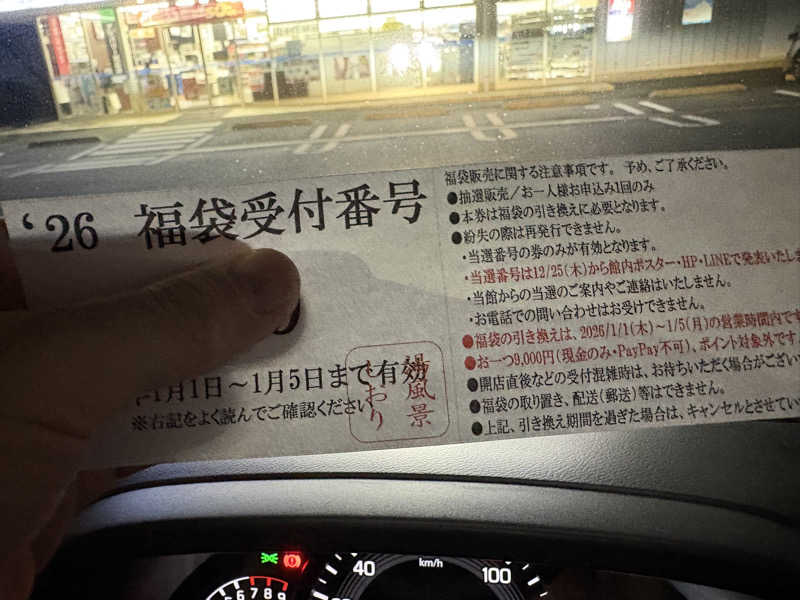 '26 福袋受付番号
1月1日～1月5日まで有効
※右記をよく読んでご確認ください
湯風景
しおり
福袋販売に関する注意事項です。予め、ご了承ください。
●抽選販売/お一人様お申込み1回のみ
●本券は福袋の引き換えに必要となります。
●紛失の際は再発行できません。
・当選番号の券のみが有効となります。
・当選番号は12/25(木)から館内ポスター・HP・LINEで発表いたしま
・当館からの当選のご案内やご連絡はいたしません。
・お電話での問い合わせはお受けできません。
●福袋の引き換えは、2026/1/1(木)～1/5(月)の営業時間内です
●お一つ9,000円(現金のみ・PayPay不可)、ポイント対象外です
●開店直後などの受付混雑時は、お待ちいただく場合がござい
●福袋の取り置き、配送(郵送)等はできません。
●上記、引き換え期間を過ぎた場合は、キャンセルとさせてい
km/h
40
100
6 7 8 9